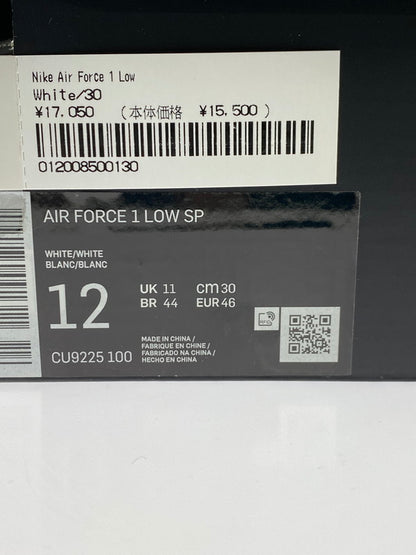 Nike Air Force 1 Low
White/30
¥17.050 (本体価格 ¥15.500)
012008500130
AIR FORCE 1 LOW SP
WHITE/WHITE
BLANC/BLANC
12
UK 11 CM 30
BR 44 EUR 46
CU9225 100
MADE IN CHINA /
FABRIQUE EN CHINE /
FABRICADO NA CHINA /
HECHO EN CHINA